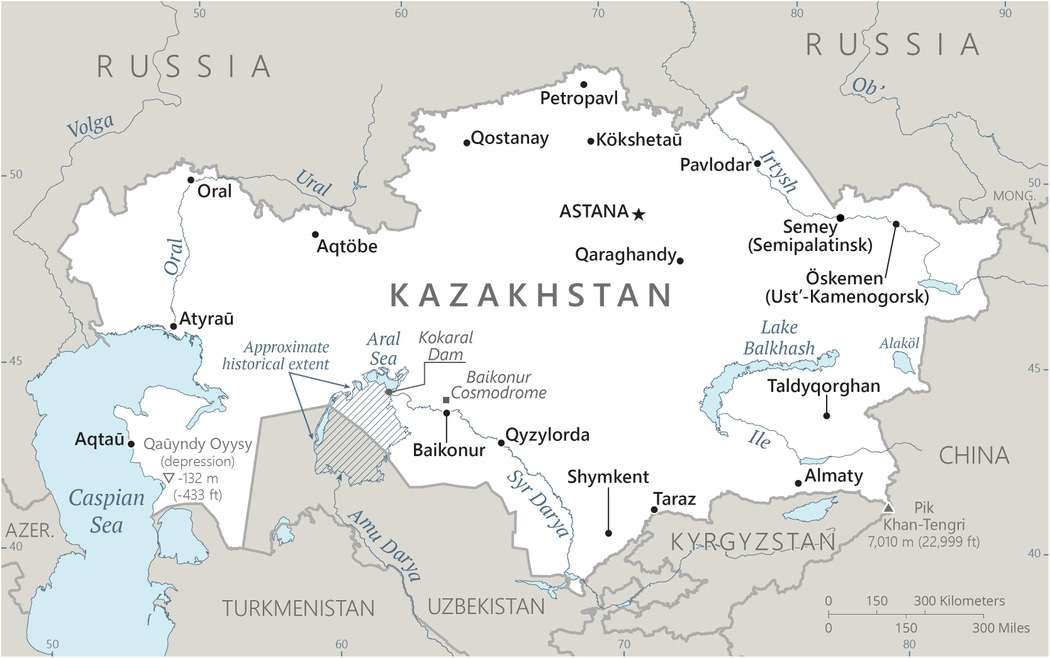 50
60
70
80
90
RUSSIA
RUSSIA
Ob'
Volga
Petropavl
Qostanay
Kökshetaū
Pavlodar
Irtysh
50
50
MONG.
Oral
Ural
ASTANA
Semey
(Semipalatinsk)
Aqtöbe
Oral
Qaraghandy
Öskemen
(Ust'-Kamenogorsk)
KAZAKHSTAN
Atyraū
Approximate
historical extent
Aral
Sea
Kokaral
Dam
Lake
Balkhash
Alaköl
45
45
Baikonur
Cosmodrome
Taldyqorghan
Aqtaū
Qaūyndy Oyysy
(depression)
-132 m
(-433 ft)
Baikonur
Qyzylorda
Ile
CHINA
Caspian
Sea
Syr Darya
Shymkent
Taraz
Almaty
Pik
Khan-Tengri
7,010 m (22,999 ft)
AZER.
Amu Darya
KYRGYZSTAN
40
40
TURKMENISTAN
UZBEKISTAN
0 150 300 Kilometers
0 150 300 Miles
50
60
70
80